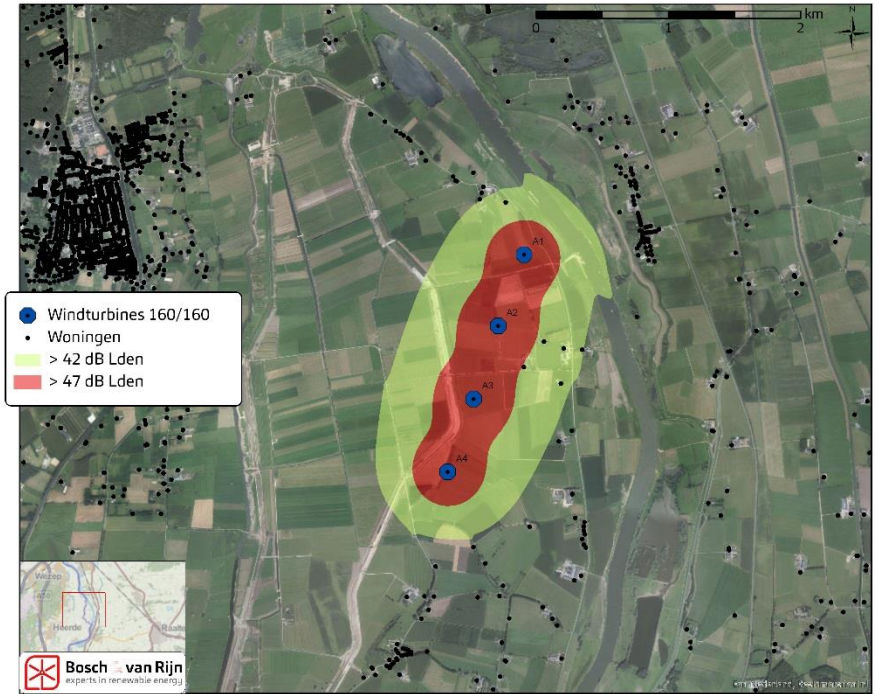 km
0 1 2
A1
A2
A3
A4
Windturbines 160/160
Woningen
> 42 dB Lden
> 47 dB Lden
Wezep
Heerde
Raalte
Bosch & van Rijn
experts in renewable energy